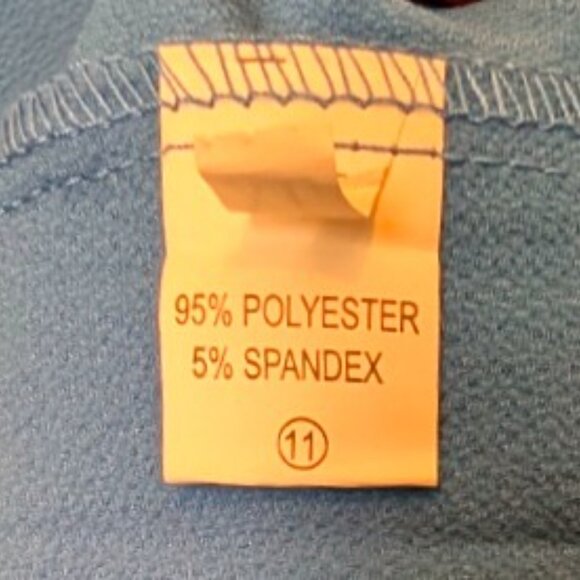 95% POLYESTER
5% SPANDEX
11